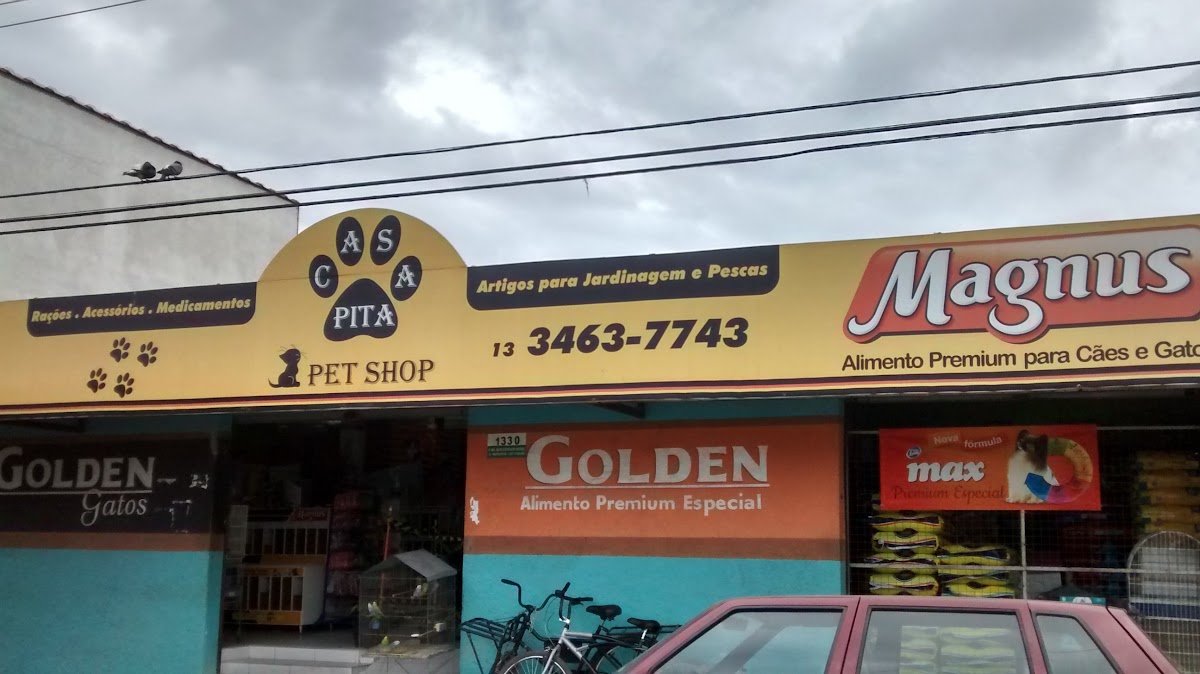 Rações . Acessórios . Medicamentos
CASA
PITA
PET SHOP
Artigos para Jardinagem e Pescas
13 3463-7743
Magnus
Alimento Premium para Cães e Gato
GOLDEN
Gatos
1330
GOLDEN
Alimento Premium Especial
Nova
fórmula
max
Premium Especial